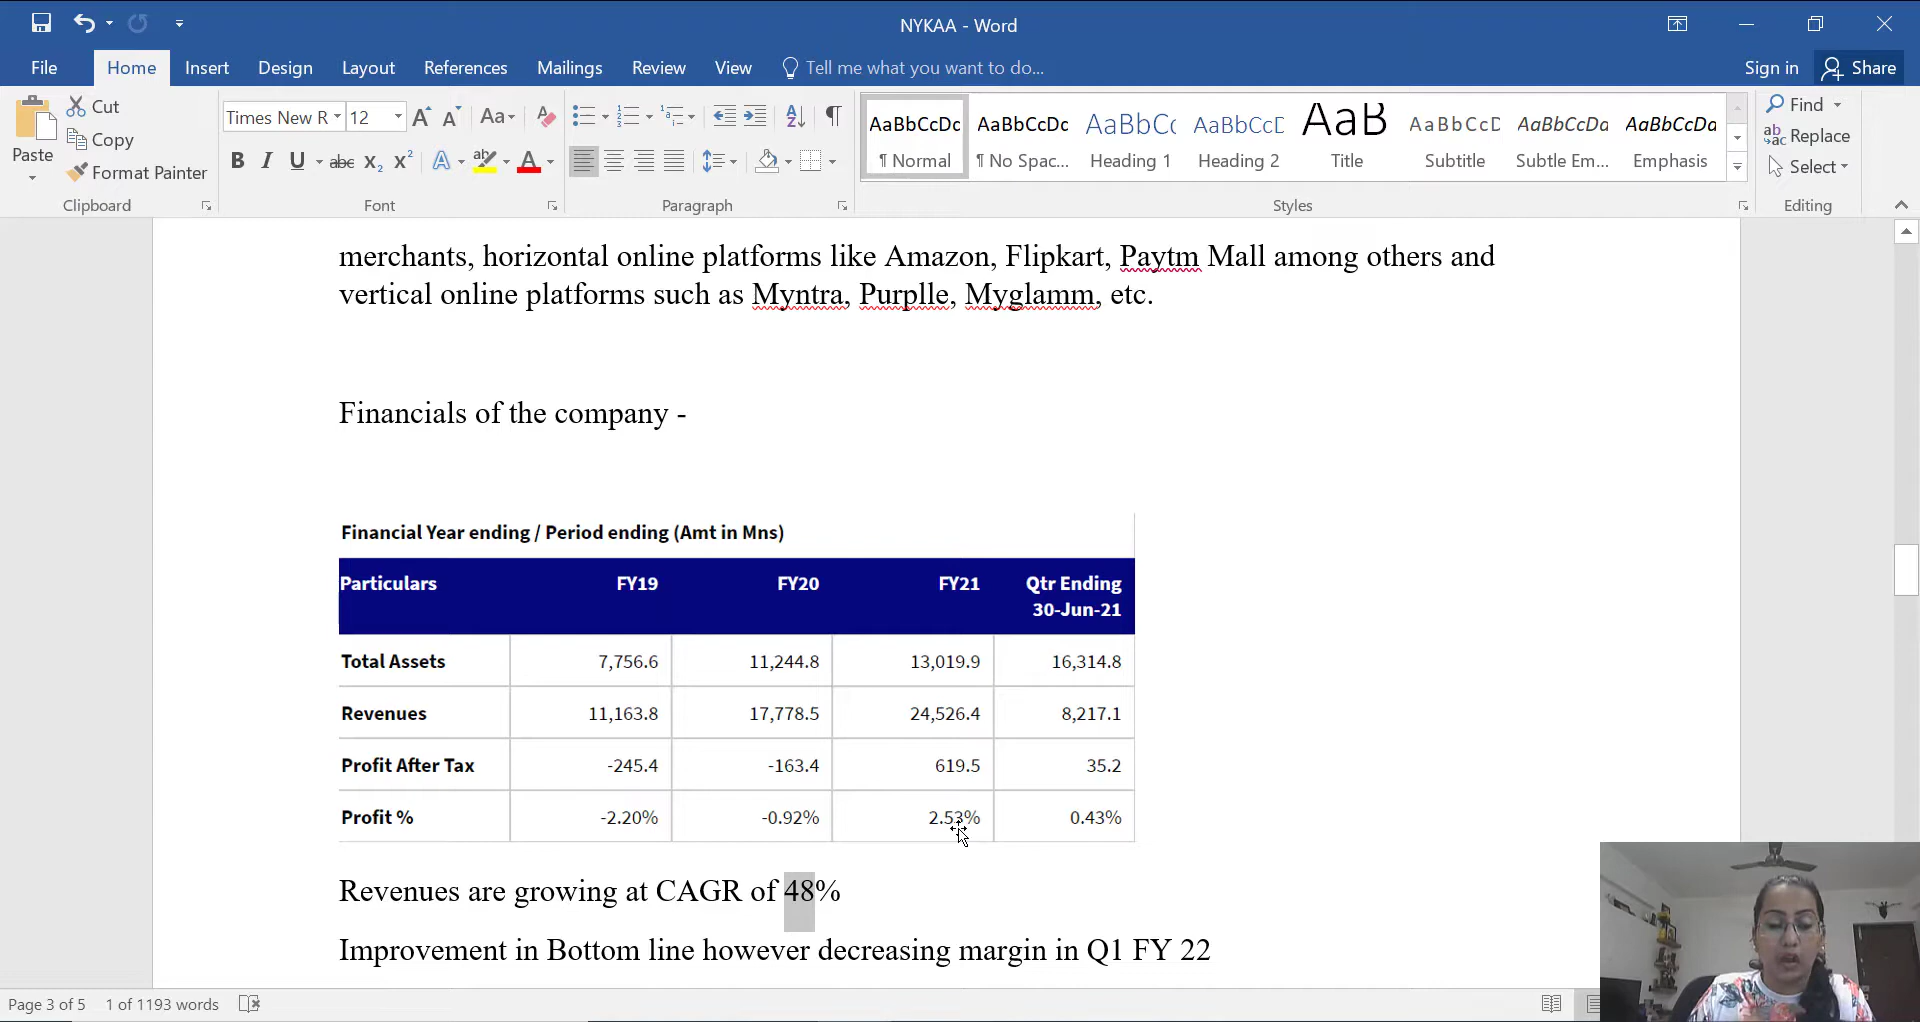 NYKAA - Word
File Home Insert Design Layout References Mailings Review View Tell me what you want to do... Sign in Share
Paste Cut Copy Format Painter Clipboard
Times New R 12 Aa Font
B I U abc X₂ X² A A
Paragraph
AaBbCcDc AaBbCcDc AaBbCc AaBbCcD AaB AaBbCcD AaBbCcDa AaBbCcDa
¶ Normal ¶ No Spac... Heading 1 Heading 2 Title Subtitle Subtle Em... Emphasis
Styles
Find
Replace
Select
Editing
merchants, horizontal online platforms like Amazon, Flipkart, Paytm Mall among others and
vertical online platforms such as Myntra, Purplle, Myglamm, etc.
Financials of the company -
Financial Year ending / Period ending (Amt in Mns)
Particulars FY19 FY20 FY21 Qtr Ending
30-Jun-21
Total Assets 7,756.6 11,244.8 13,019.9 16,314.8
Revenues 11,163.8 17,778.5 24,526.4 8,217.1
Profit After Tax -245.4 -163.4 619.5 35.2
Profit % -2.20% -0.92% 2.53% 0.43%
Revenues are growing at CAGR of 48%
Improvement in Bottom line however decreasing margin in Q1 FY 22
Page 3 of 5 1 of 1193 words